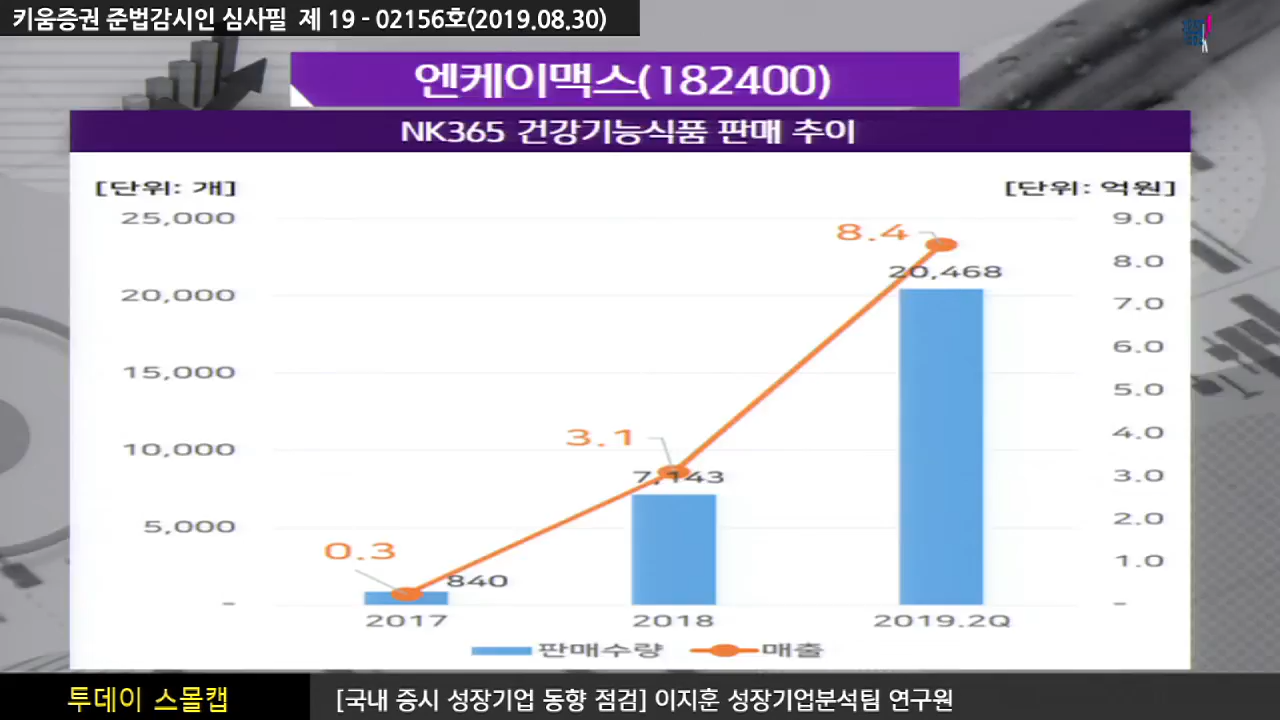 키움증권 준법감시인 심사필 제 19 - 02156호(2019.08.30)
엔케이맥스(182400)
NK365 건강기능식품 판매 추이
[단위: 개]
[단위: 억원]
25,000
20,000
15,000
10,000
5,000
-
9.0
8.0
7.0
6.0
5.0
4.0
3.0
2.0
1.0
-
8.4
20,468
3.1
7,143
0.3
840
2017
2018
2019.2Q
판매수량
매출
투데이 스몰캡
[국내 증시 성장기업 동향 점검] 이지훈 성장기업분석팀 연구원